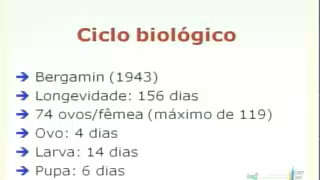 Ciclo biológico
Bergamin (1943)
Longevidade: 156 dias
74 ovos/fêmea (máximo de 119)
Ovo: 4 dias
Larva: 14 dias
Pupa: 6 dias